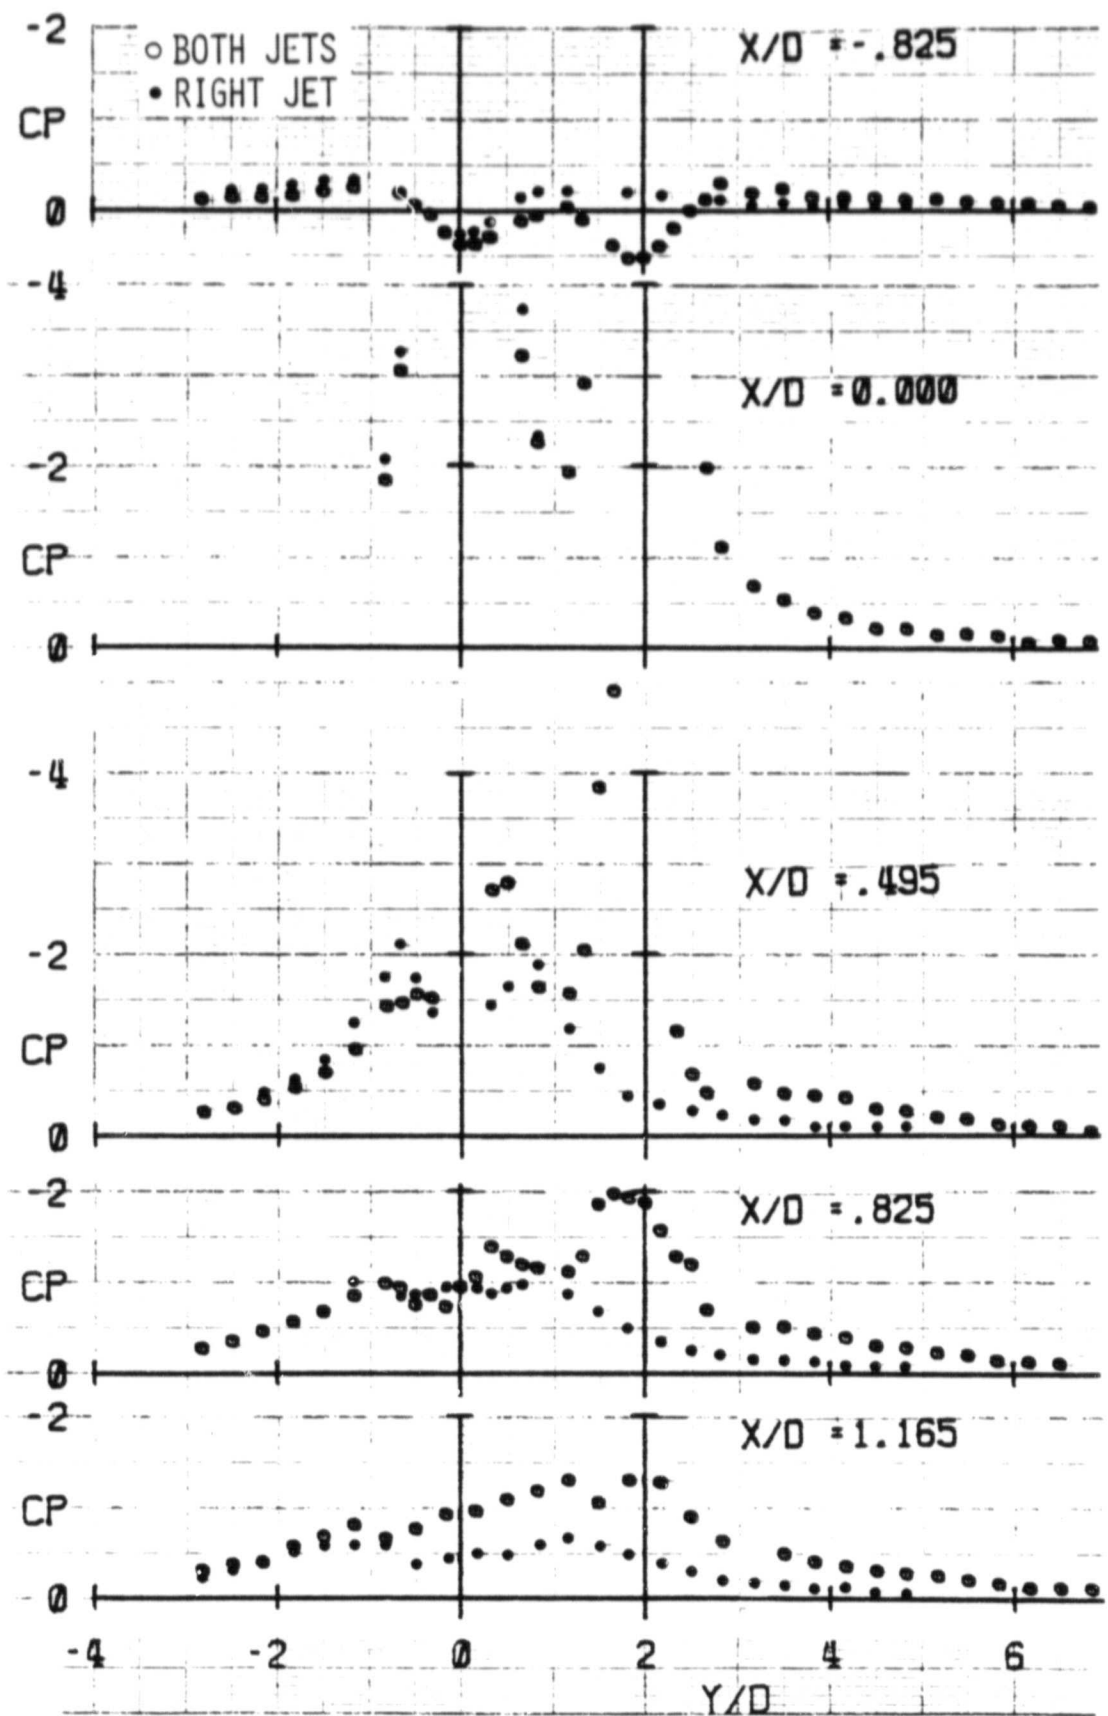 -2
○ BOTH JETS
X/D =-.825
• RIGHT JET
CP
0
-4
X/D =0.000
-2
CP
0
-4
X/D =.495
-2
CP
0
-2
X/D =.825
CP
0
-2
X/D =1.165
CP
0
-4 -2 0 2 4 6
Y/D